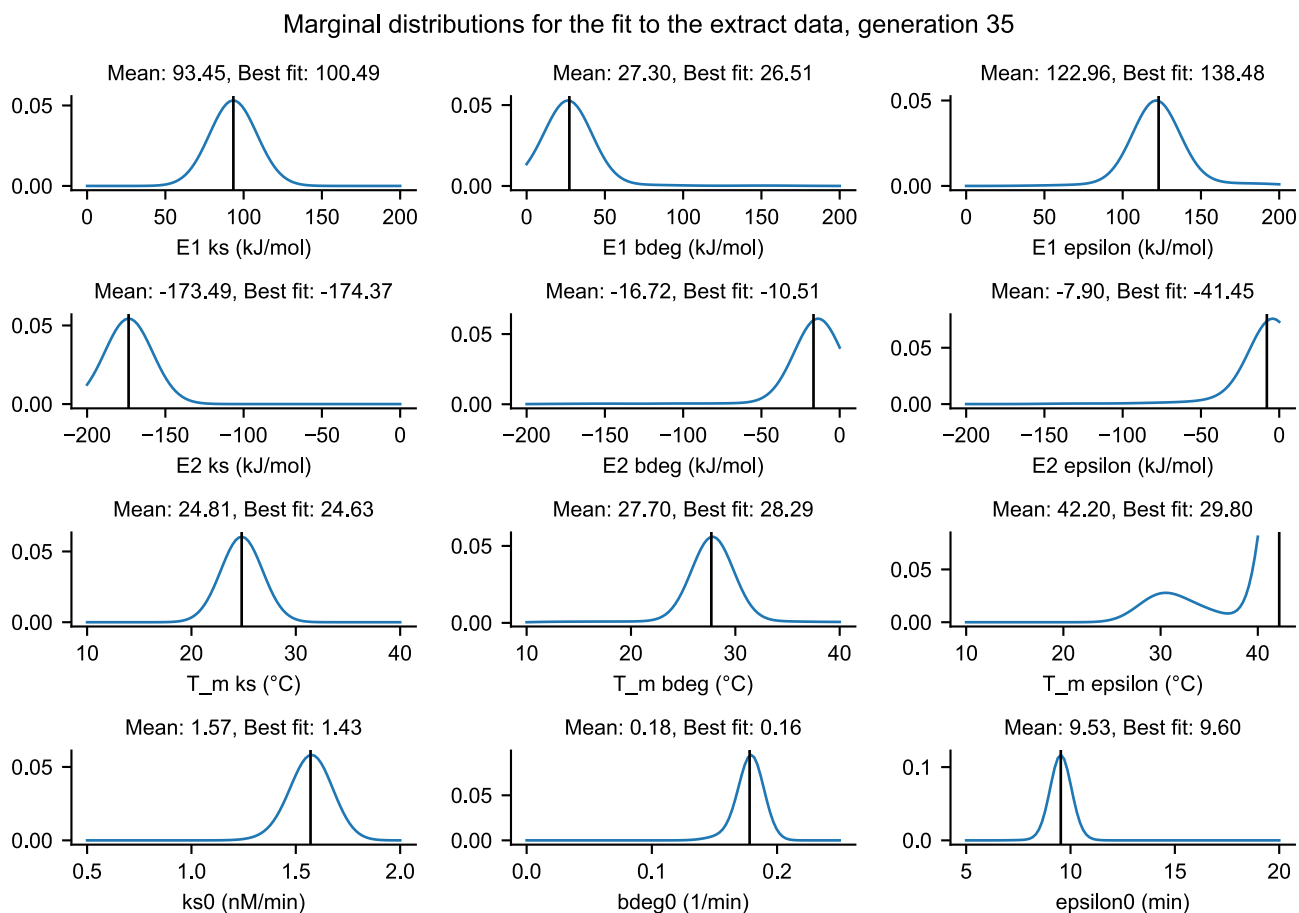 Marginal distributions for the fit to the extract data, generation 35
Mean: 93.45, Best fit: 100.49
Mean: 27.30, Best fit: 26.51
Mean: 122.96, Best fit: 138.48
0.05
0.00
0 50 100 150 200
E1 ks (kJ/mol)
0.05
0.00
0 50 100 150 200
E1 bdeg (kJ/mol)
0.05
0.00
0 50 100 150 200
E1 epsilon (kJ/mol)
Mean: -173.49, Best fit: -174.37
Mean: -16.72, Best fit: -10.51
Mean: -7.90, Best fit: -41.45
0.05
0.00
−200 −150 −100 −50 0
E2 ks (kJ/mol)
0.05
0.00
−200 −150 −100 −50 0
E2 bdeg (kJ/mol)
0.05
0.00
−200 −150 −100 −50 0
E2 epsilon (kJ/mol)
Mean: 24.81, Best fit: 24.63
Mean: 27.70, Best fit: 28.29
Mean: 42.20, Best fit: 29.80
0.05
0.00
10 20 30 40
T_m ks (°C)
0.05
0.00
10 20 30 40
T_m bdeg (°C)
0.05
0.00
10 20 30 40
T_m epsilon (°C)
Mean: 1.57, Best fit: 1.43
Mean: 0.18, Best fit: 0.16
Mean: 9.53, Best fit: 9.60
0.05
0.00
0.5 1.0 1.5 2.0
ks0 (nM/min)
0.05
0.00
0.0 0.1 0.2
bdeg0 (1/min)
0.1
0.0
5 10 15 20
epsilon0 (min)